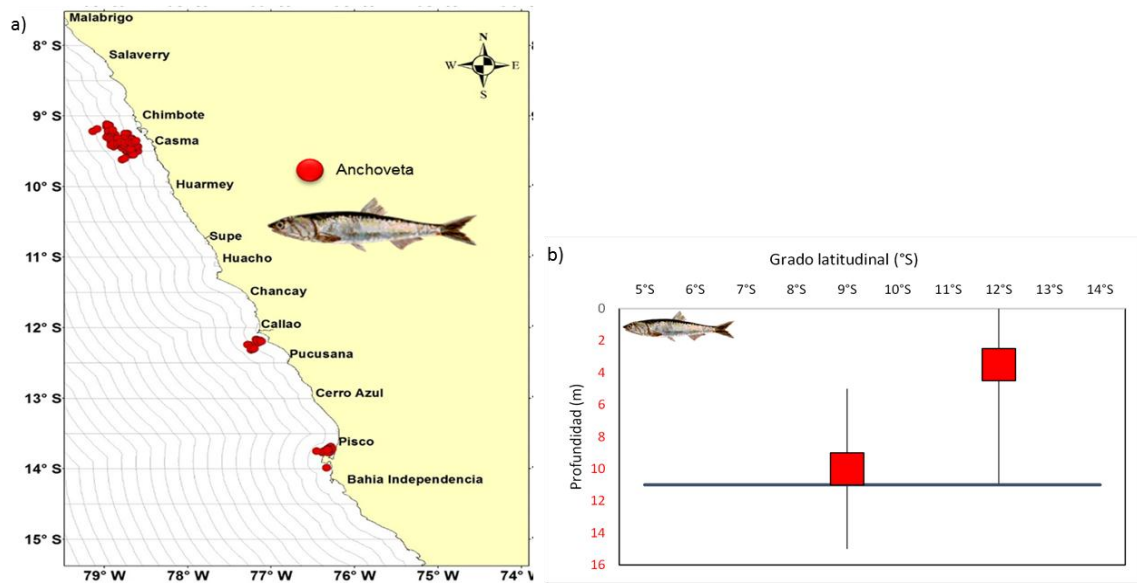 a)
Malabrigo
8° S
Salaverry
N
W
E
S
9° S
Chimbote
Casma
Anchoveta
10° S
Huarmey
Supe
11° S
Huacho
Chancay
12° S
Callao
Pucusana
13° S
Cerro Azul
Pisco
14° S
Bahia Independencia
15° S
79° W 78° W 77° W 76° W 75° W 74° W
b)
Grado latitudinal (°S)
5°S 6°S 7°S 8°S 9°S 10°S 11°S 12°S 13°S 14°S
Profundidad (m)
0
2
4
6
8
10
12
14
16